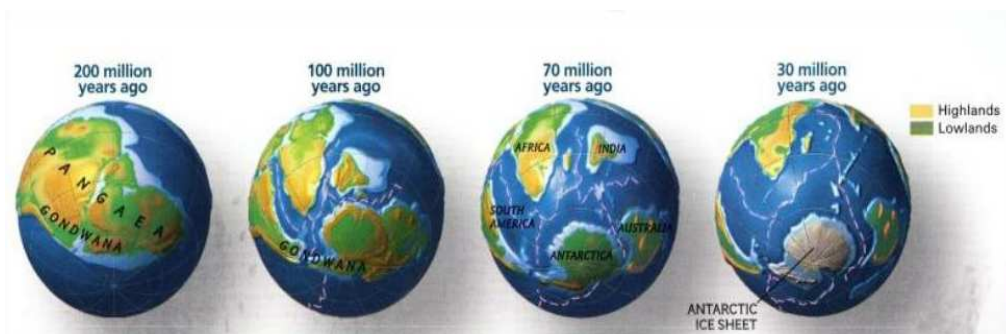 200 million
years ago
100 million
years ago
70 million
years ago
30 million
years ago
Highlands
Lowlands
PANGAEA
GONDWANA
GONDWANA
AFRICA
INDIA
SOUTH
AMERICA
AUSTRALIA
ANTARCTICA
ANTARCTIC
ICE SHEET